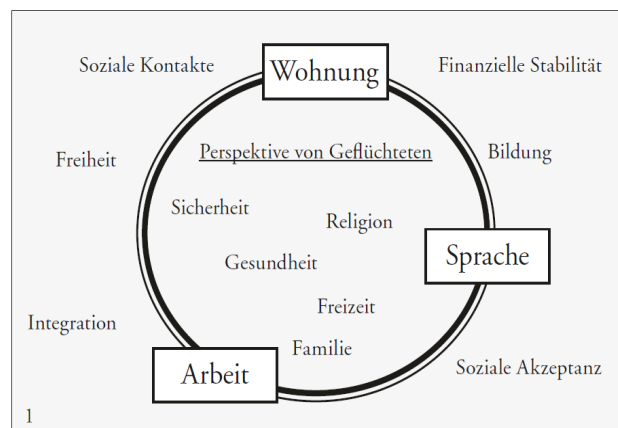 Soziale Kontakte
Wohnung
Finanzielle Stabilität
Freiheit
Perspektive von Geflüchteten
Bildung
Sicherheit
Religion
Sprache
Gesundheit
Freizeit
Integration
Familie
Arbeit
Soziale Akzeptanz
1